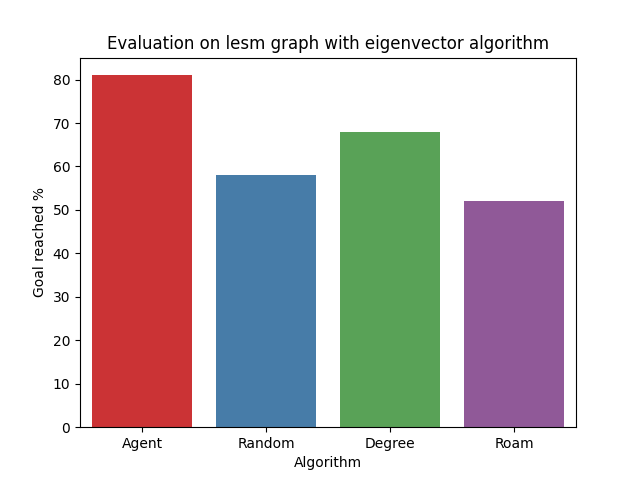 Evaluation on lesm graph with eigenvector algorithm
Goal reached %
80
70
60
50
40
30
20
10
0
Agent Random Degree Roam
Algorithm